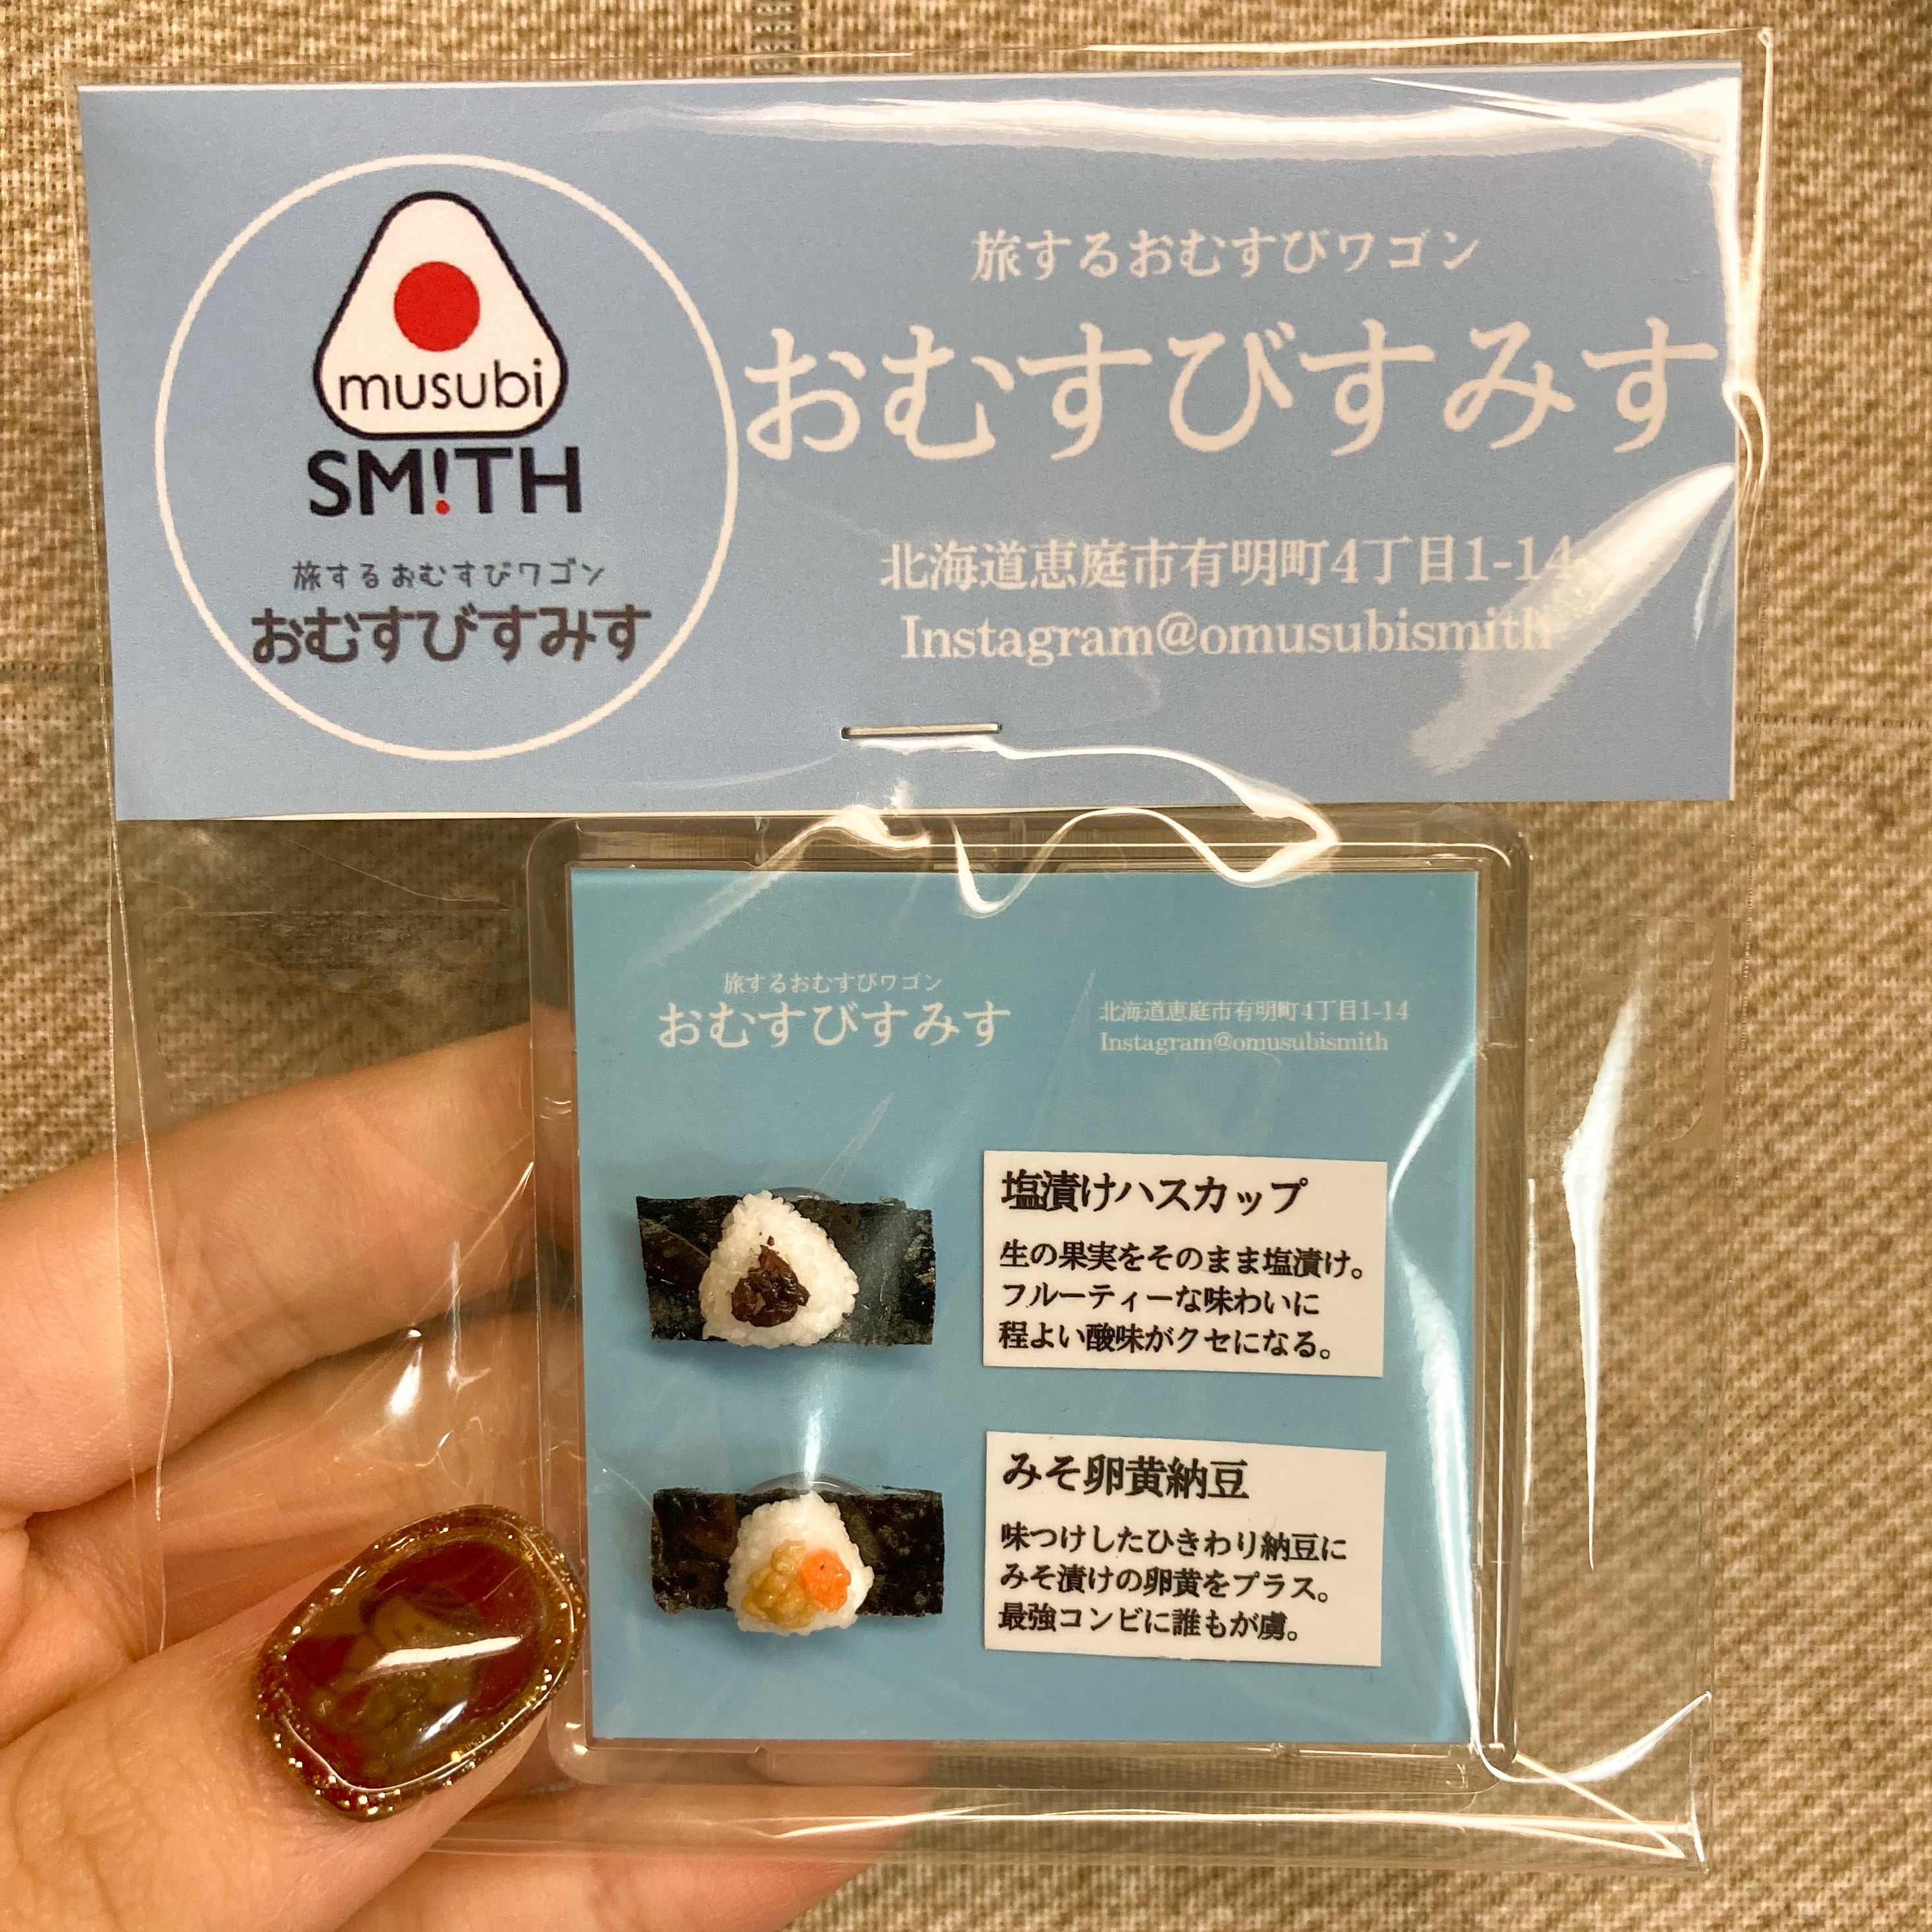 musubi
SM!TH
旅するおむすびワゴン
おむすびすみす
旅するおむすびワゴン
おむすびすみす
北海道恵庭市有明町4丁目1-14
Instagram@omusubismith
旅するおむすびワゴン
おむすびすみす
北海道恵庭市有明町4丁目1-14
Instagram@omusubismith
塩漬けハスカップ
生の果実をそのまま塩漬け。
フルーティーな味わいに
程よい酸味がクセになる。
みそ卵黄納豆
味つけしたひきわり納豆に
みそ漬けの卵黄をプラス。
最強コンビに誰もが虜。